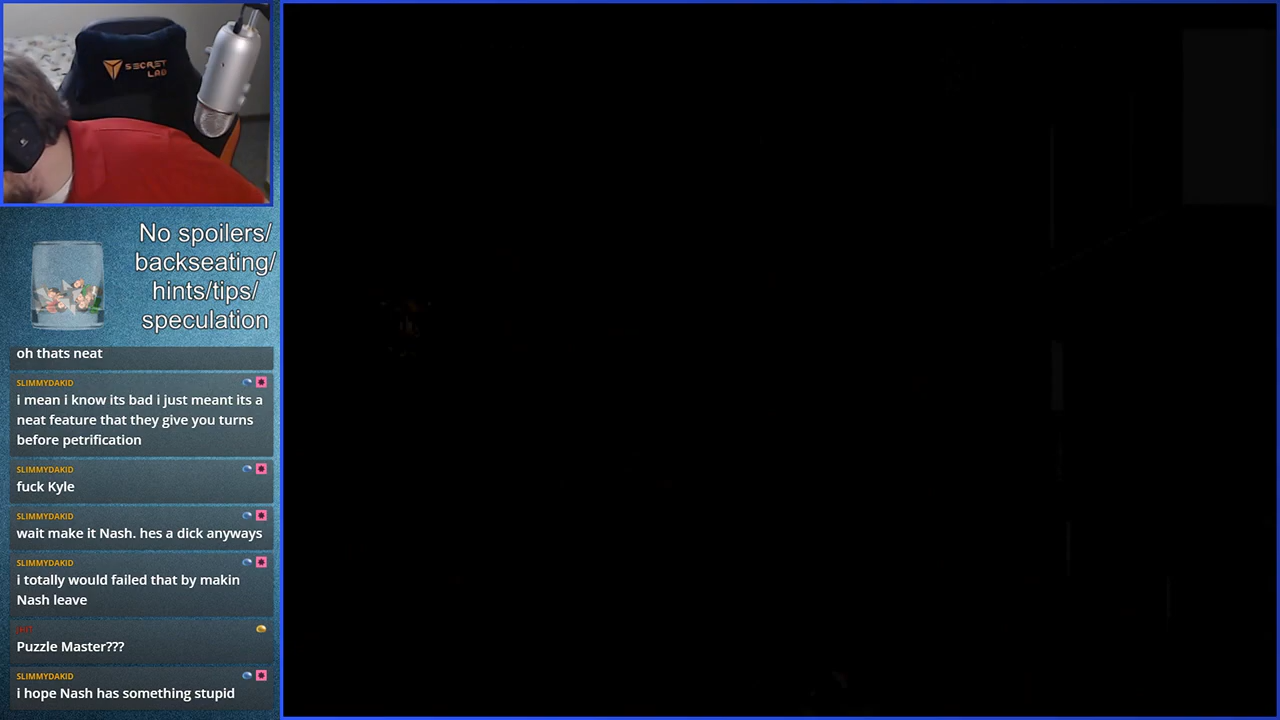 SECRET
LAB
No spoilers/
backseating/
hints/tips/
speculation
oh thats neat
SLIMMYDAKID
i mean i know its bad i just meant its a
neat feature that they give you turns
before petrification
SLIMMYDAKID
fuck Kyle
SLIMMYDAKID
wait make it Nash. hes a dick anyways
SLIMMYDAKID
i totally would failed that by makin
Nash leave
Puzzle Master???
SLIMMYDAKID
i hope Nash has something stupid